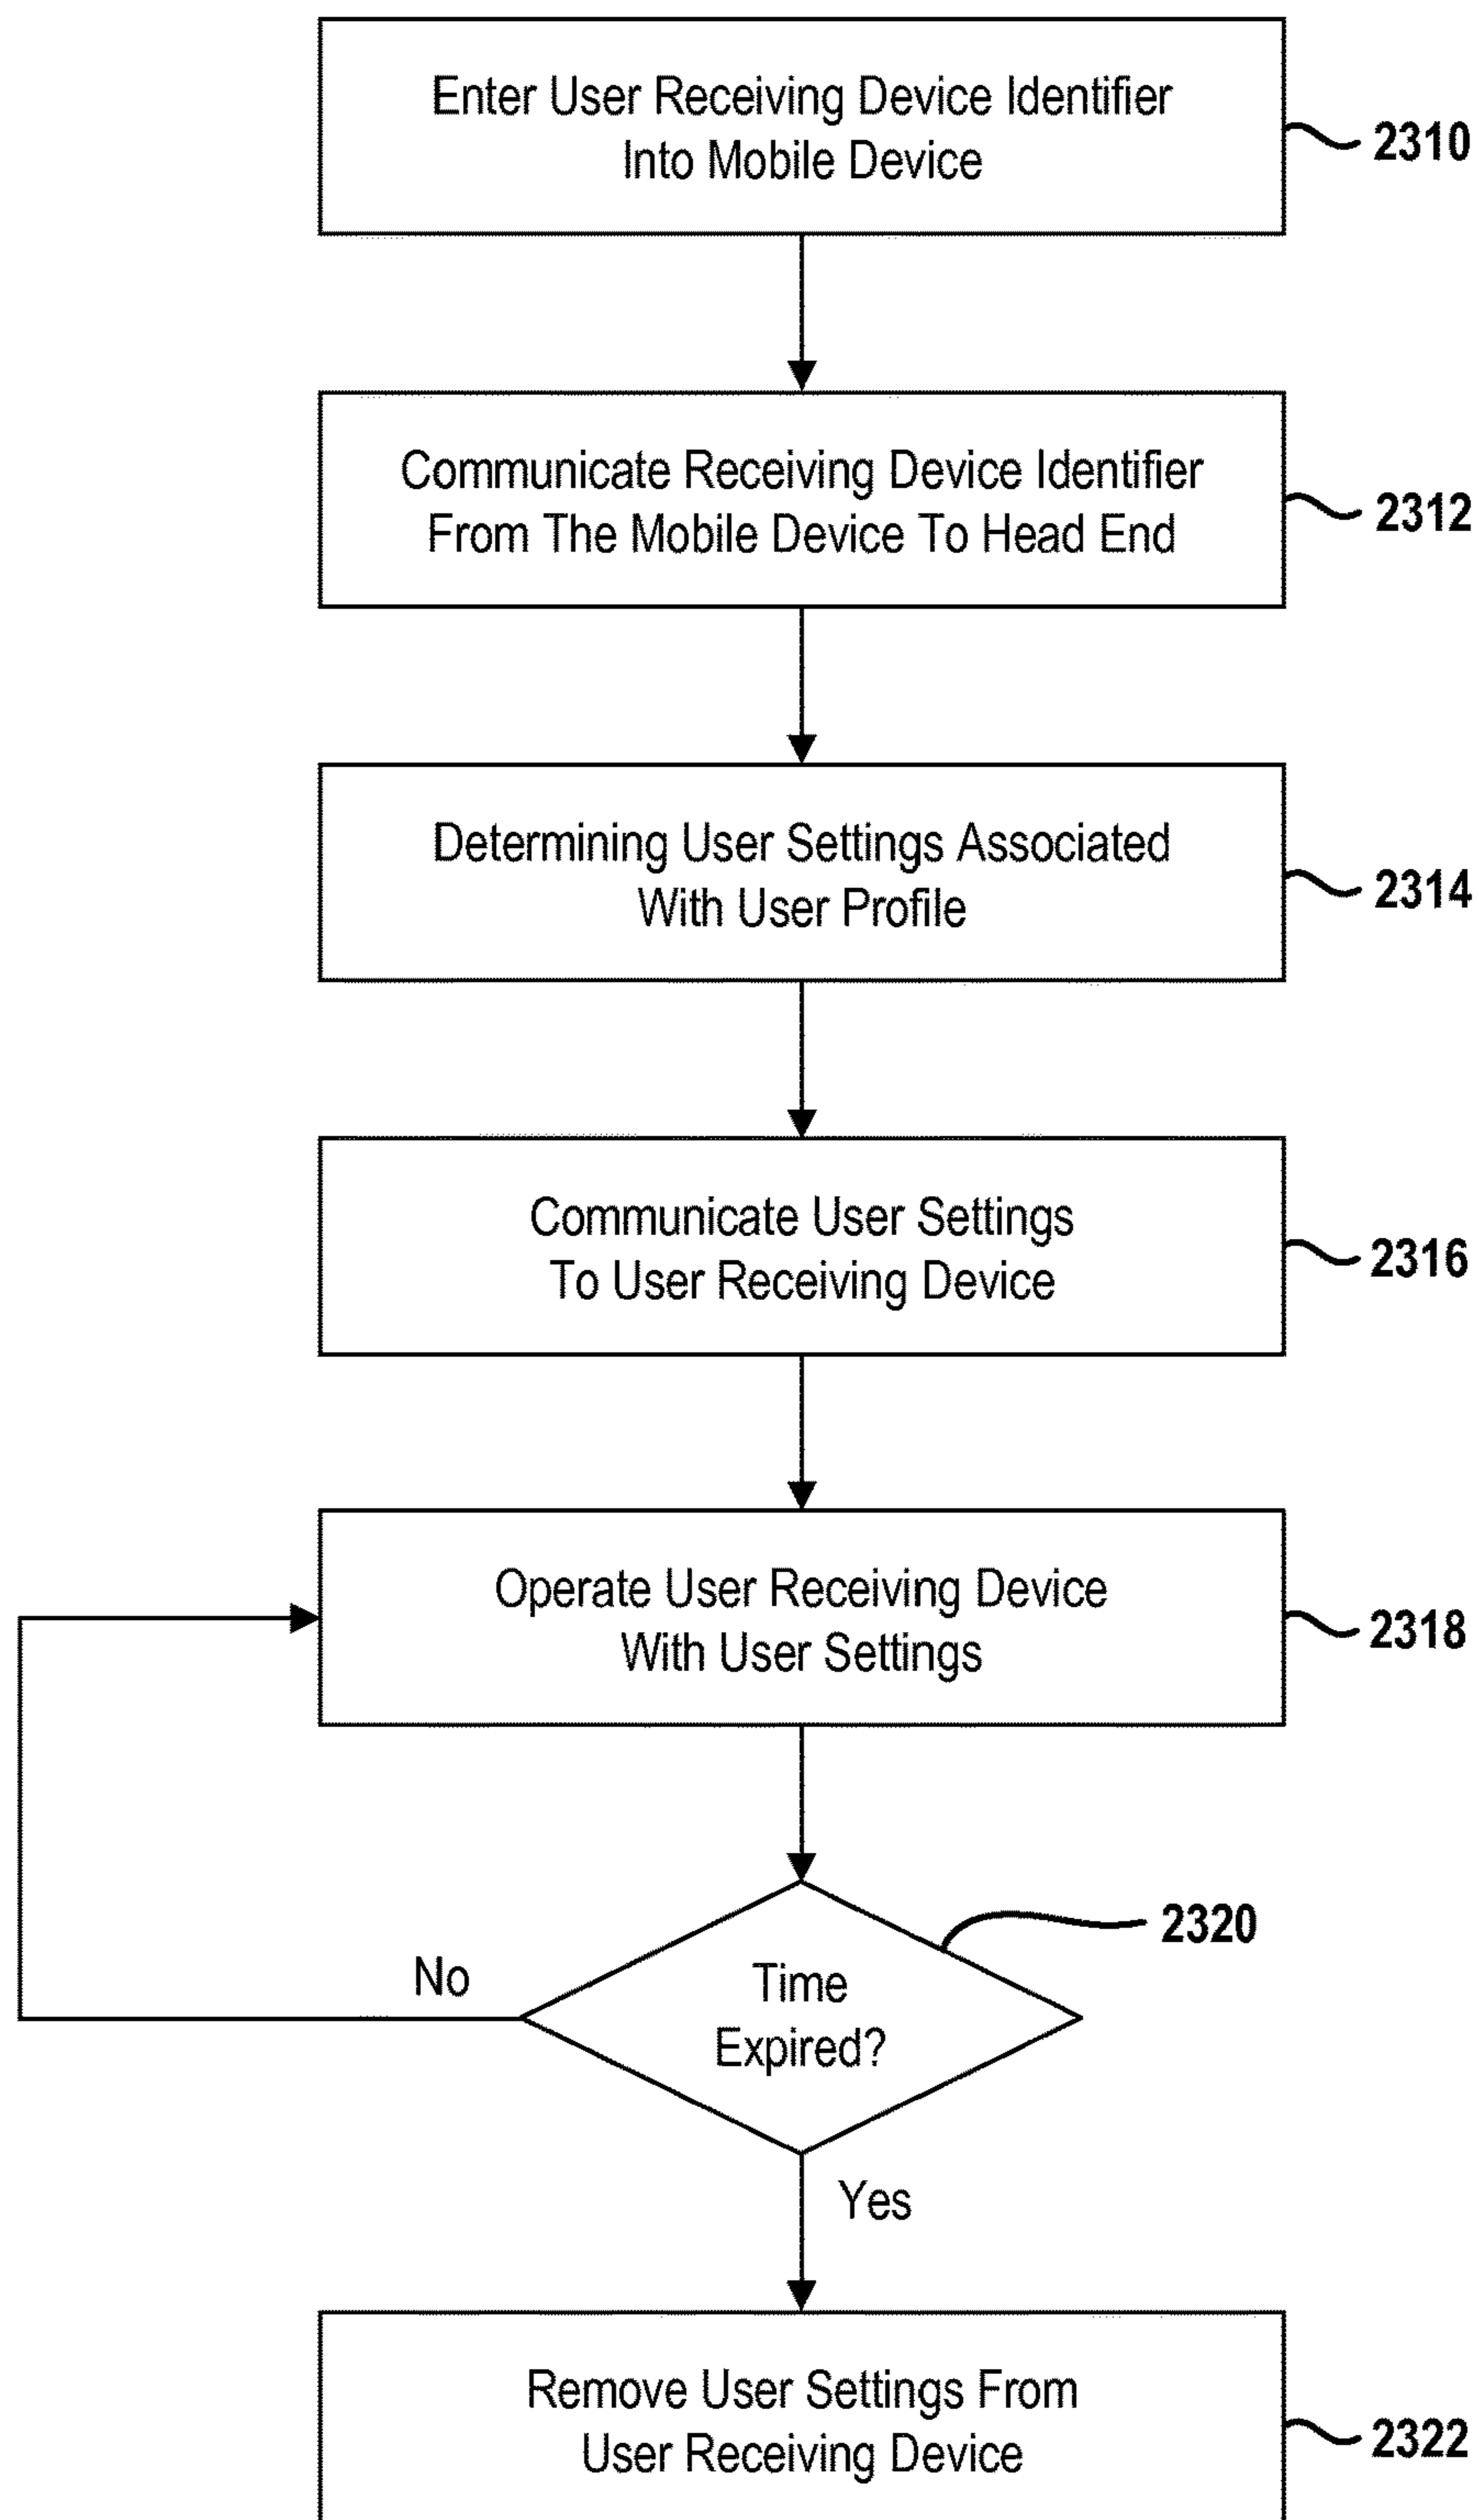 Enter User Receiving Device Identifier
Into Mobile Device
2310
Communicate Receiving Device Identifier
From The Mobile Device To Head End
2312
Determining User Settings Associated
With User Profile
2314
Communicate User Settings
To User Receiving Device
2316
Operate User Receiving Device
With User Settings
2318
2320
Time
Expired?
No
Yes
Remove User Settings From
User Receiving Device
2322